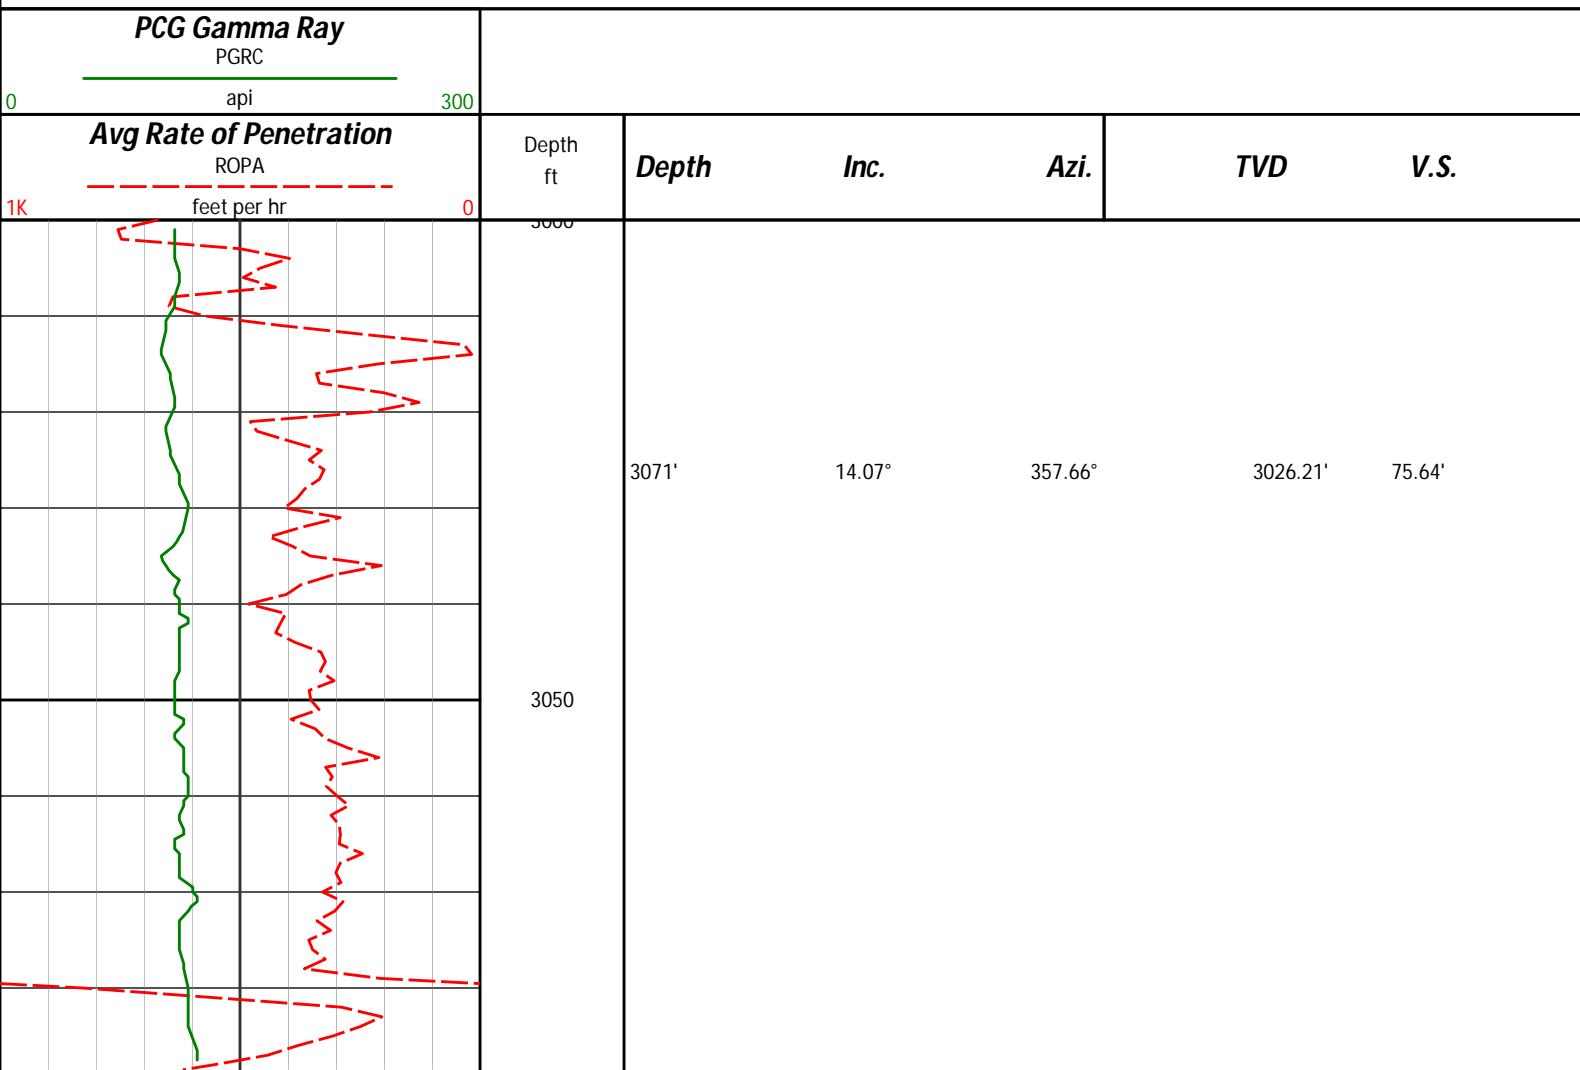 PCG Gamma Ray
PGRC
0 api 300
Avg Rate of Penetration
ROPA
1K feet per hr 0
Depth
ft
Depth Inc. Azi. TVD V.S.
3000
3071' 14.07° 357.66° 3026.21' 75.64'
3050